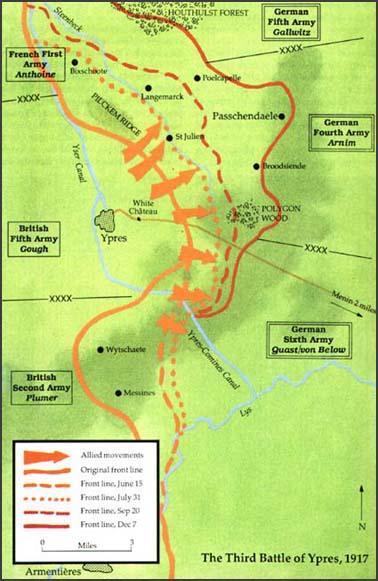 HOUTHULST FOREST
German
Fifth Army
Gallwitz
Steenbeck
XXXX
French First
Army
Anthoine
Bixschoote
Poelcapelle
Langemarck
XXXX
PILCKEM RIDGE
Passchendaele
German
Fourth Army
Arnim
St Julien
Yser Canal
Broodsiende
White
Château
POLYGON
WOOD
British
Fifth Army
Gough
Ypres
XXXX
XXXX
Menin 2 miles
German
Sixth Army
Quast/von Below
Wytschaete
Ypres-Comines Canal
British
Second Army
Plumer
Messines
Lys
Allied movements
Original front line
Front line, June 15
Front line, July 31
Front line, Sep 20
Front line, Dec 7
0 3
Miles
N
The Third Battle of Ypres, 1917
Armentières